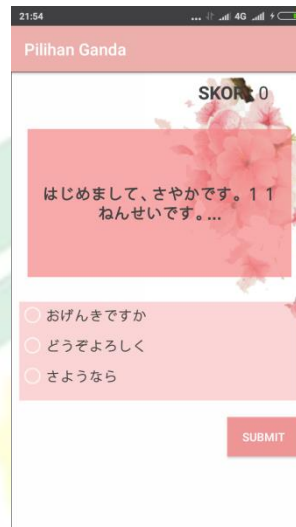 21:54
... 4G
Pilihan Ganda
SKOR: 0
はじめまして、さやかです。１１
ねんせいです。...
おげんきですか
どうぞよろしく
さようなら
SUBMIT